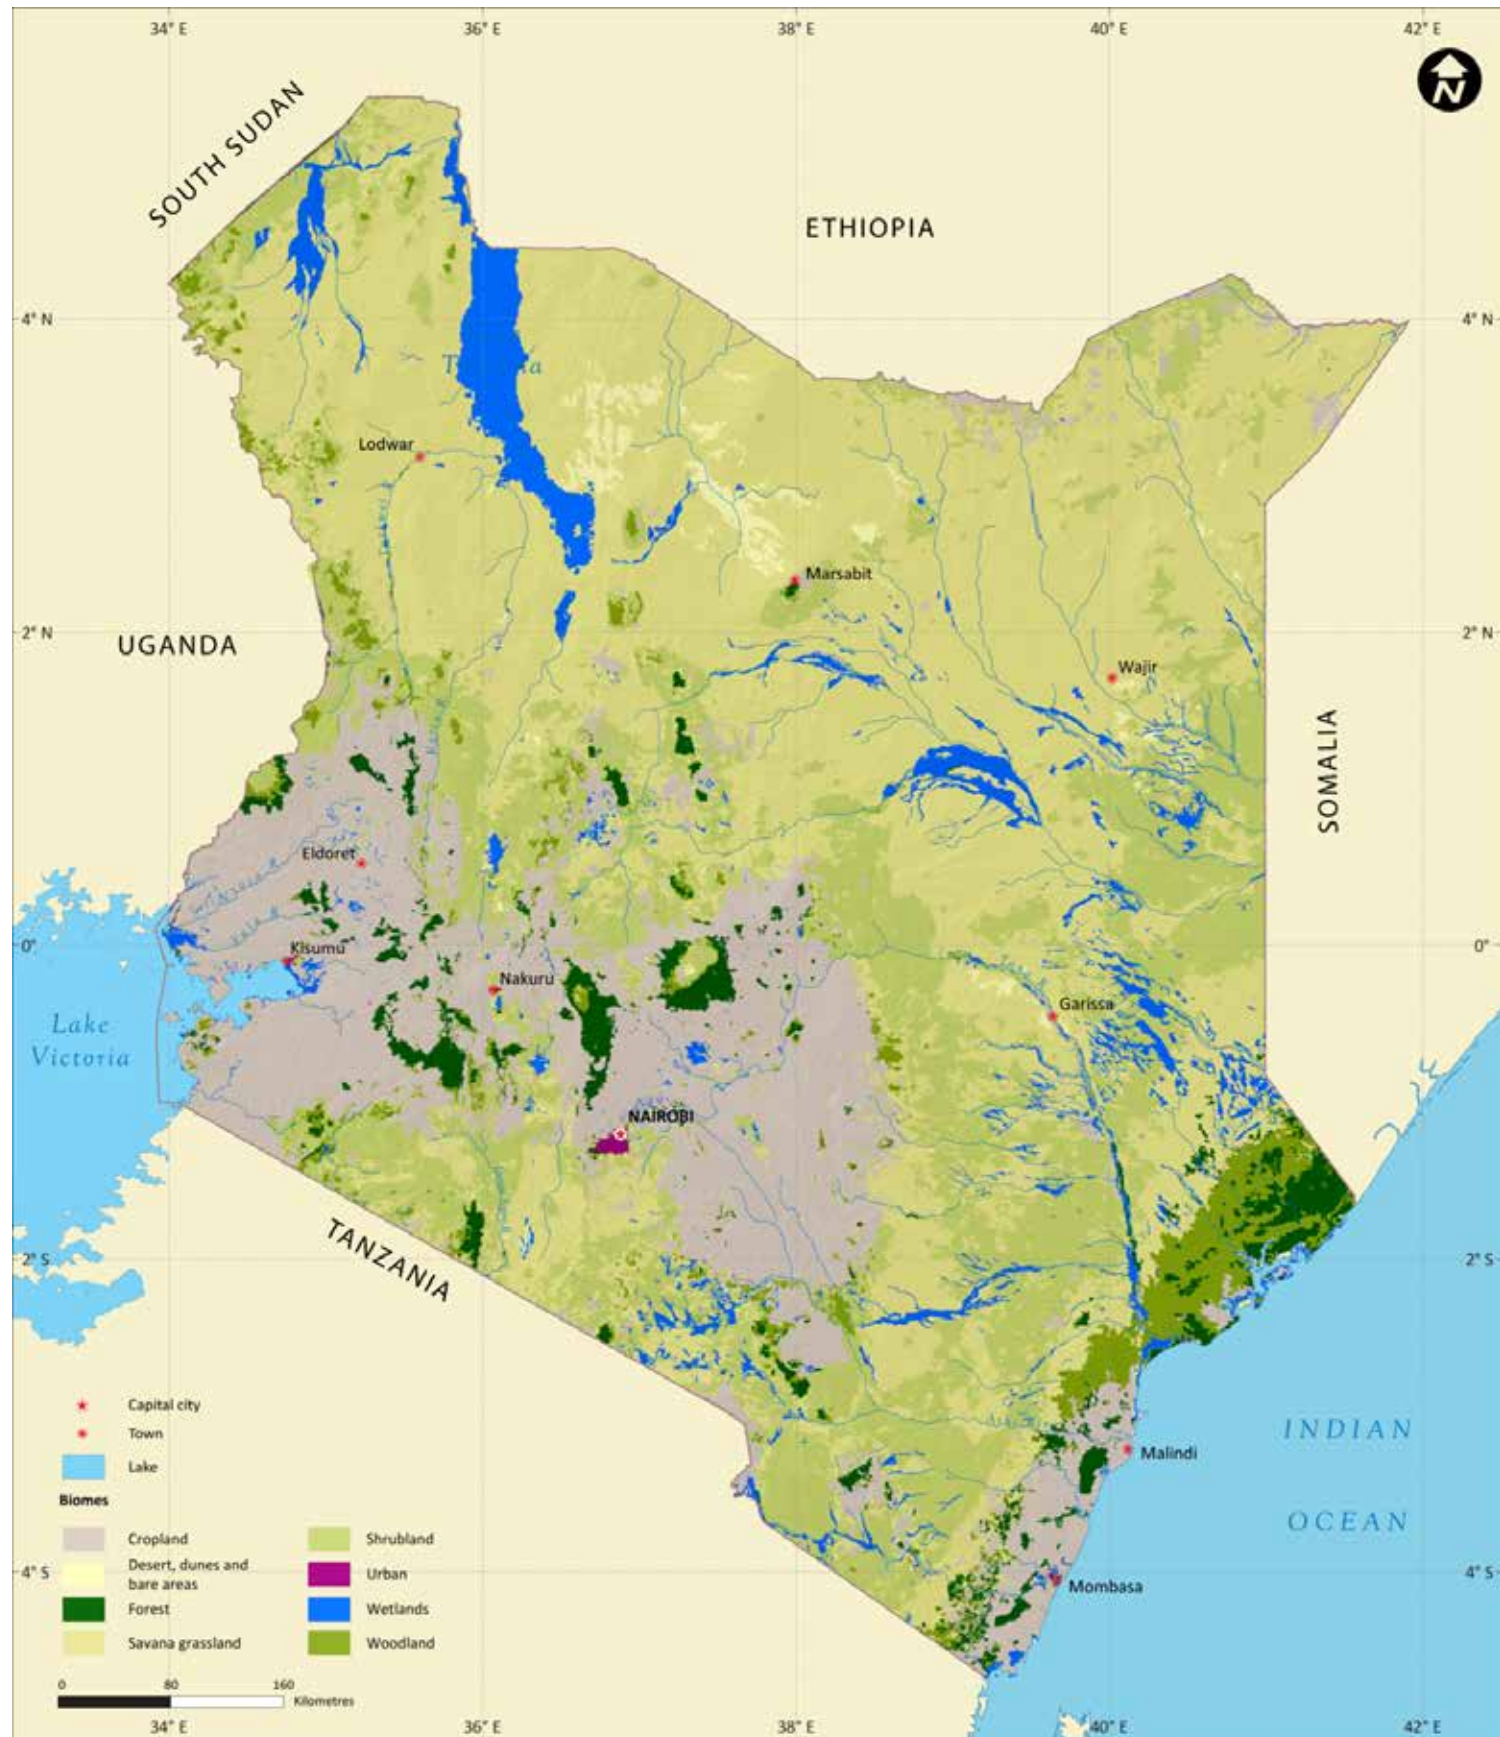 34° E 36° E 38° E 40° E 42° E
N
SOUTH SUDAN
ETHIOPIA
4° N 4° N
Lodwar
Marsabit
2° N 2° N
UGANDA
Wajir
SOMALIA
Eldoret
Kisumu
0° 0°
Nakuru
Garissa
Lake
Victoria
NAIROBI
TANZANIA
2° S 2° S
INDIAN
OCEAN
Malindi
Mombasa
4° S 4° S
Capital city
Town
Lake
Biomes
Cropland
Desert, dunes and
bare areas
Forest
Savana grassland
Shrubland
Urban
Wetlands
Woodland
0 80 160
Kilometres
34° E 36° E 38° E 40° E 42° E